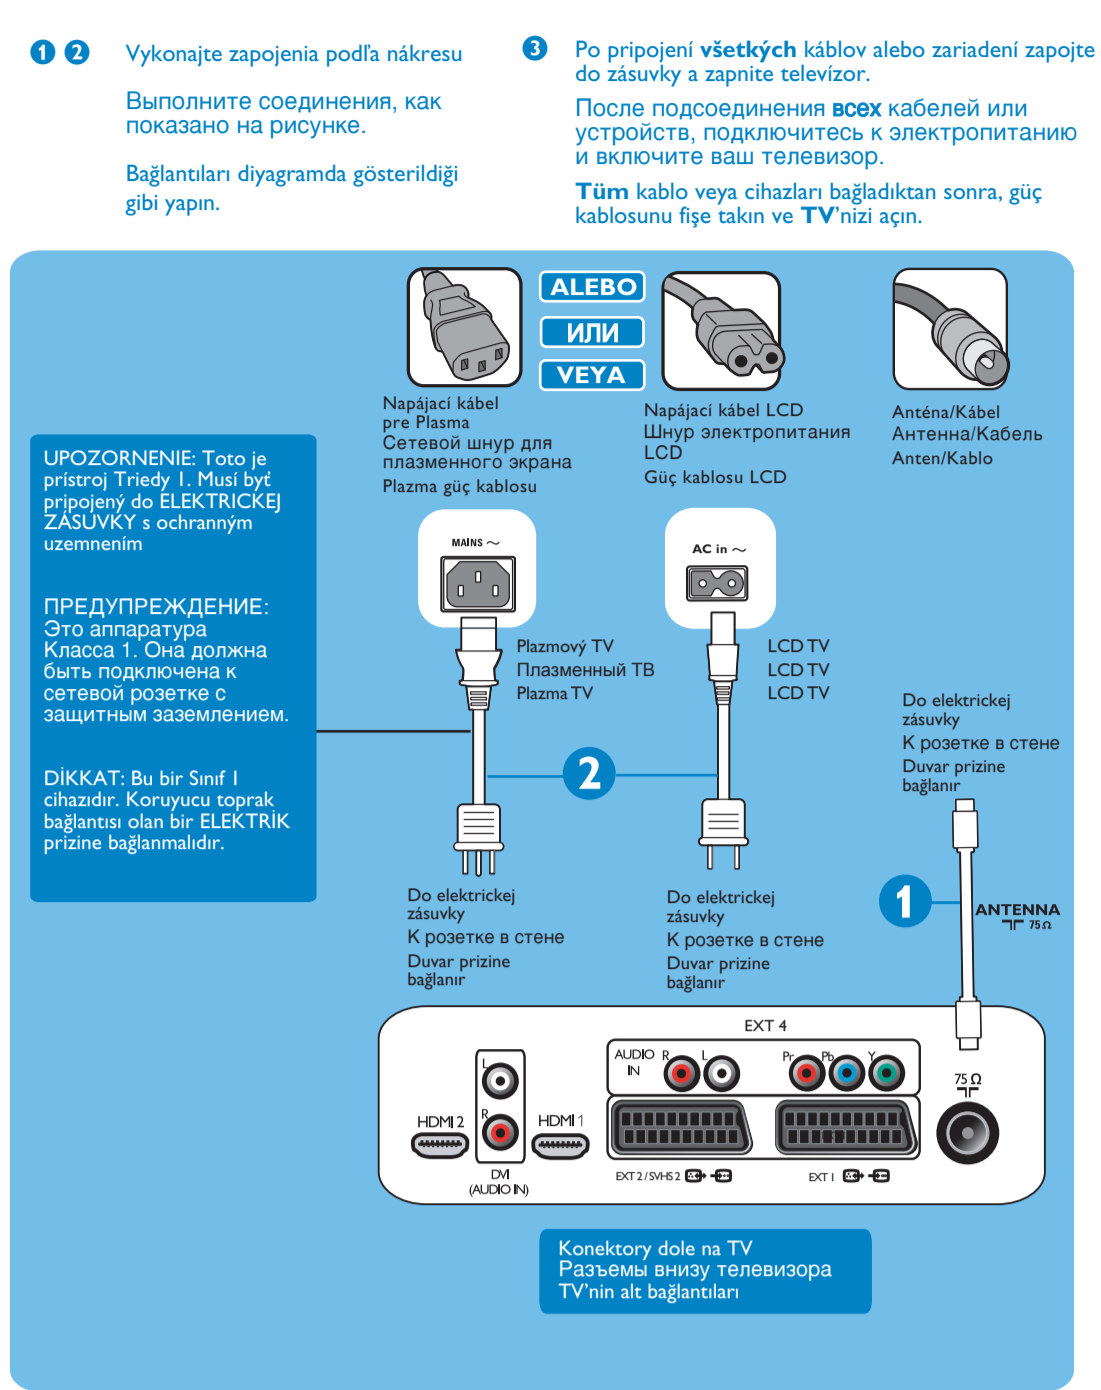 1 2
Vykonajte zapojenia podľa nákresu
Выполните соединения, как
показано на рисунке.
Bağlantıları diyagramda gösterildiği
gibi yapın.
3
Po pripojení všetkých káblov alebo zariadení zapojte
do zásuvky a zapnite televízor.
После подсоединения всех кабелей или
устройств, подключитесь к электропитанию
и включите ваш телевизор.
Tüm kablo veya cihazları bağladıktan sonra, güç
kablosunu fişe takın ve TV’nizi açın.
ALEBO
ИЛИ
VEYA
Napájací kábel
pre Plasma
Сетевой шнур для
плазменного экрана
Plazma güç kablosu
Napájací kábel LCD
Шнур электропитания
LCD
Güç kablosu LCD
Anténa/Kábel
Антенна/Кабель
Anten/Kablo
UPOZORNENIE: Toto je
prístroj Triedy 1. Musí byť
pripojený do ELEKTRICKEJ
ZÁSUVKY s ochranným
uzemnením
ПРЕДУПРЕЖДЕНИЕ:
Это аппаратура
Класса 1. Она должна
быть подключена к
сетевой розетке с
защитным заземлением.
DİKKAT: Bu bir Sınıf 1
cihazıdır. Koruyucu toprak
bağlantısı olan bir ELEKTRİK
prizine bağlanmalıdır.
MAINS ~
AC in ~
Plazmový TV
Плазменный ТВ
Plazma TV
LCD TV
LCD TV
LCD TV
Do elektrickej
zásuvky
К розетке в стене
Duvar prizine
bağlanır
2
Do elektrickej
zásuvky
К розетке в стене
Duvar prizine
bağlanır
Do elektrickej
zásuvky
К розетке в стене
Duvar prizine
bağlanır
1
ANTENNA
75 Ω
EXT 4
AUDIO IN
R L
Pr Pb Y
75 Ω
L
R
HDMI 2
HDMI 1
DVI
(AUDIO IN)
EXT 2 / SVHS 2
EXT 1
Konektory dole na TV
Разъемы внизу телевизора
TV’nin alt bağlantıları